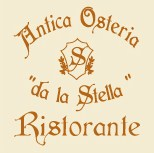 Antica Osteria
S
"da la Stella"
Ristorante